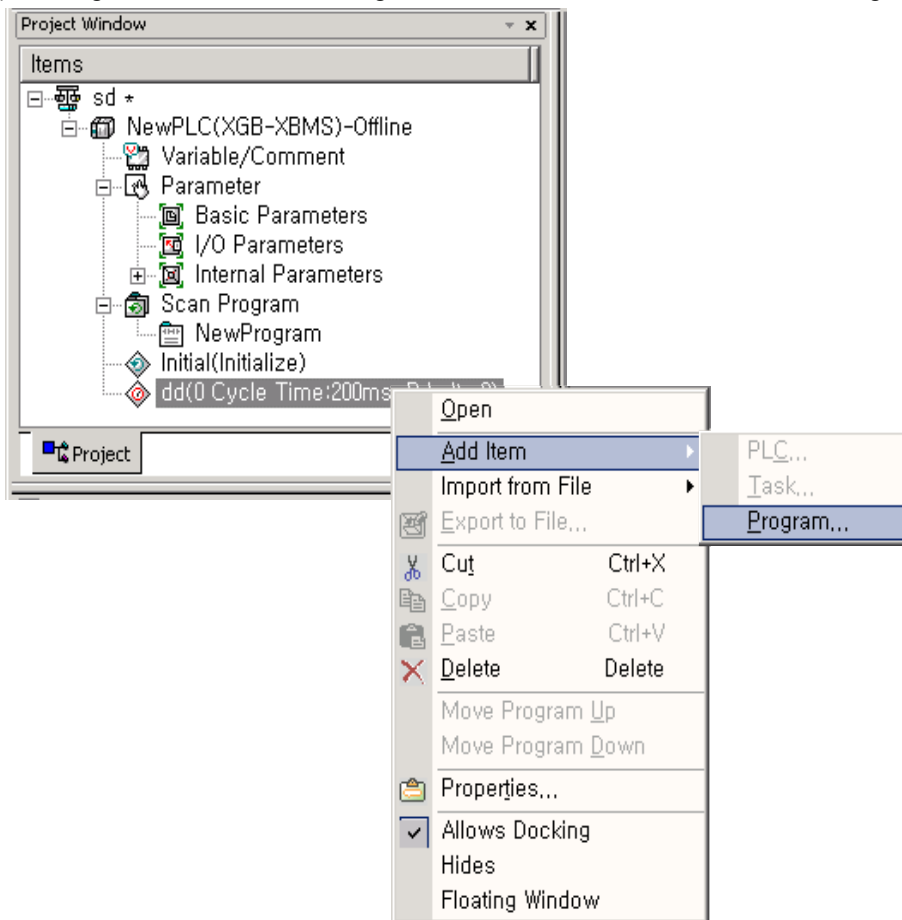 Project Window
Items
sd *
NewPLC(XGB-XBMS)-Offline
Variable/Comment
Parameter
Basic Parameters
I/O Parameters
Internal Parameters
Scan Program
NewProgram
Initial(Initialize)
dd(0 Cycle Time:200ms
Project
Open
Add Item
Import from File
Export to File...
Cut Ctrl+X
Copy Ctrl+C
Paste Ctrl+V
Delete Delete
Move Program Up
Move Program Down
Properties...
Allows Docking
Hides
Floating Window
PLC...
Task...
Program...